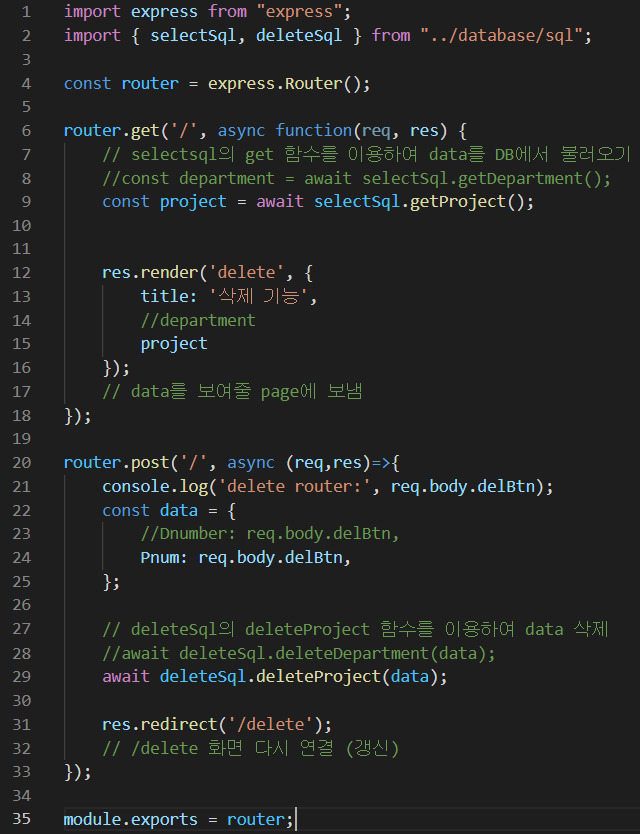 1 import express from "express";
2 import { selectSql, deleteSql } from "../database/sql";
3
4 const router = express.Router();
5
6 router.get('/', async function(req, res) {
7     // selectsql의 get 함수를 이용하여 data를 DB에서 불러오기
8     //const department = await selectSql.getDepartment();
9     const project = await selectSql.getProject();
10
11
12     res.render('delete', {
13         title: '삭제 기능',
14         //department
15         project
16     });
17     // data를 보여줄 page에 보냄
18 });
19
20 router.post('/', async (req,res)=>{
21     console.log('delete router:', req.body.delBtn);
22     const data = {
23         //Dnumber: req.body.delBtn,
24         Pnum: req.body.delBtn,
25     };
26
27     // deleteSql의 deleteProject 함수를 이용하여 data 삭제
28     //await deleteSql.deleteDepartment(data);
29     await deleteSql.deleteProject(data);
30
31     res.redirect('/delete');
32     // /delete 화면 다시 연결 (갱신)
33 });
34
35 module.exports = router;